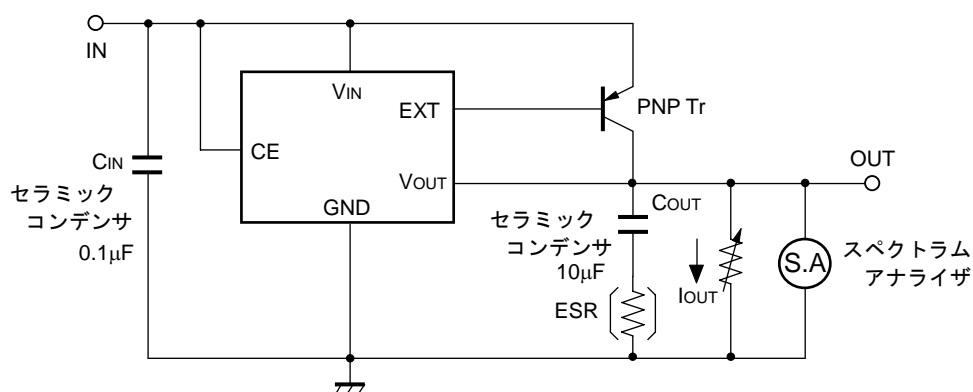 IN
VIN
EXT
PNP Tr
CE
CIN
セラミック
コンデンサ
0.1μF
VOUT
GND
OUT
COUT
セラミック
コンデンサ
10μF
ESR
IOUT
S.A
スペクトラム
アナライザ